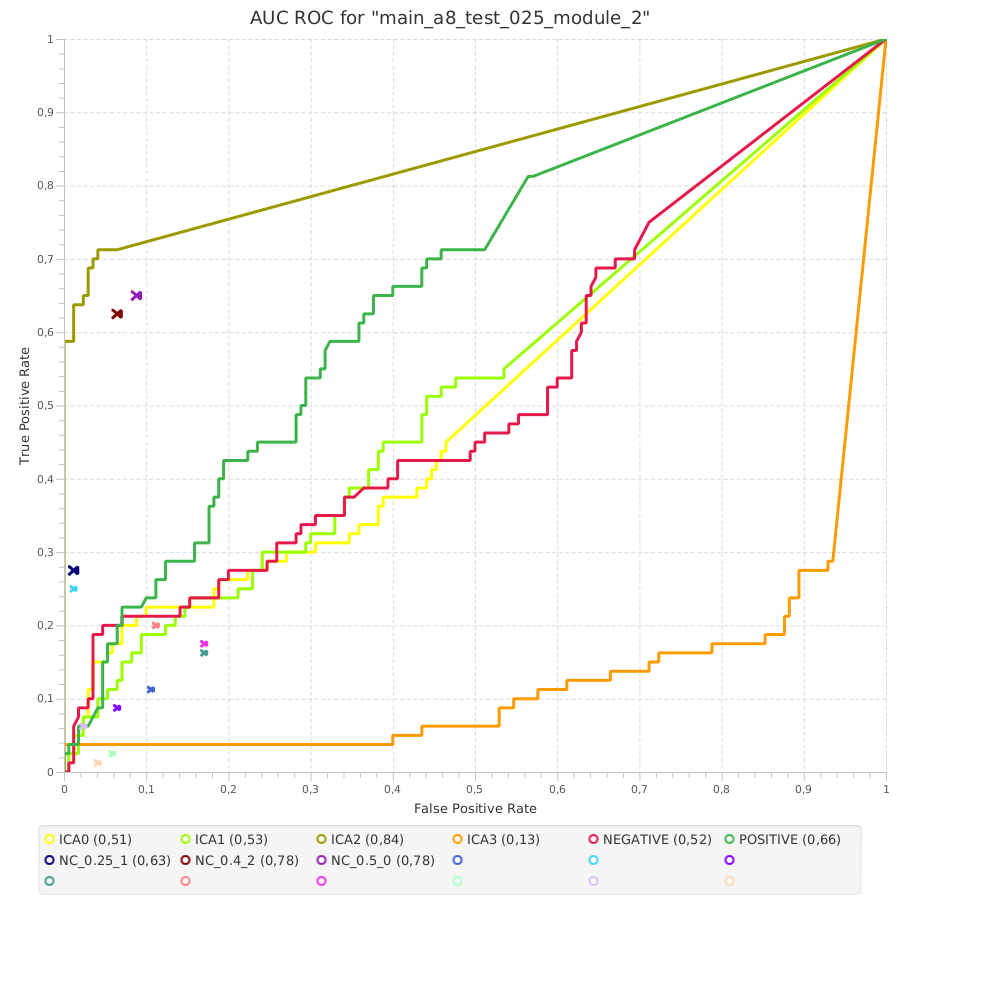 AUC ROC for "main_a8_test_025_module_2"
1
0,9
0,8
0,7
0,6
0,5
0,4
0,3
0,2
0,1
0
True Positive Rate
0 0,1 0,2 0,3 0,4 0,5 0,6 0,7 0,8 0,9 1
False Positive Rate
ICA0 (0,51) ICA1 (0,53) ICA2 (0,84) ICA3 (0,13) NEGATIVE (0,52) POSITIVE (0,66)
NC_0.25_1 (0,63) NC_0.4_2 (0,78) NC_0.5_0 (0,78)